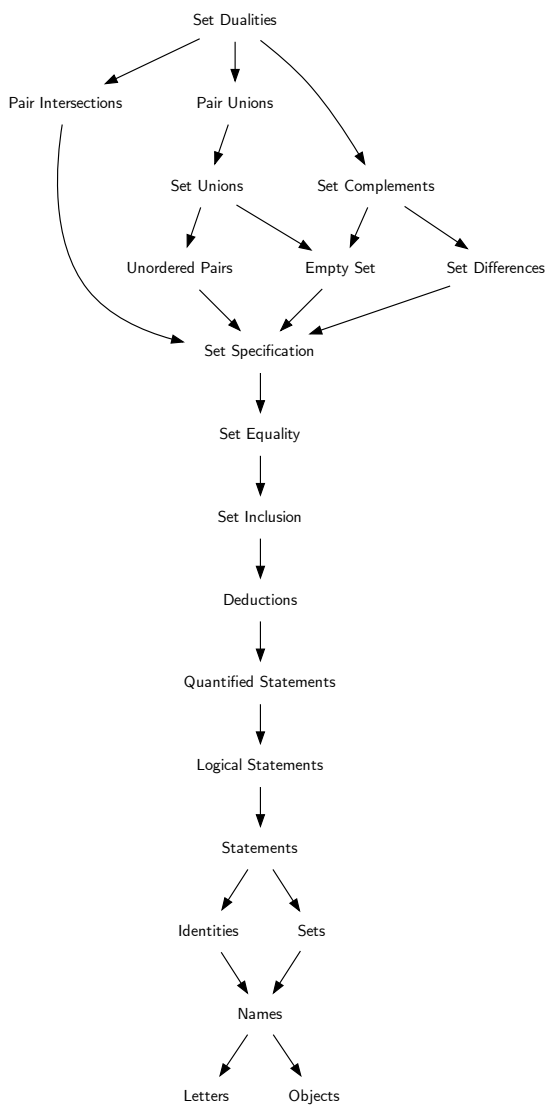 Set Dualities
Pair Intersections
Pair Unions
Set Unions
Set Complements
Unordered Pairs
Empty Set
Set Differences
Set Specification
Set Equality
Set Inclusion
Deductions
Quantified Statements
Logical Statements
Statements
Identities
Sets
Names
Letters
Objects